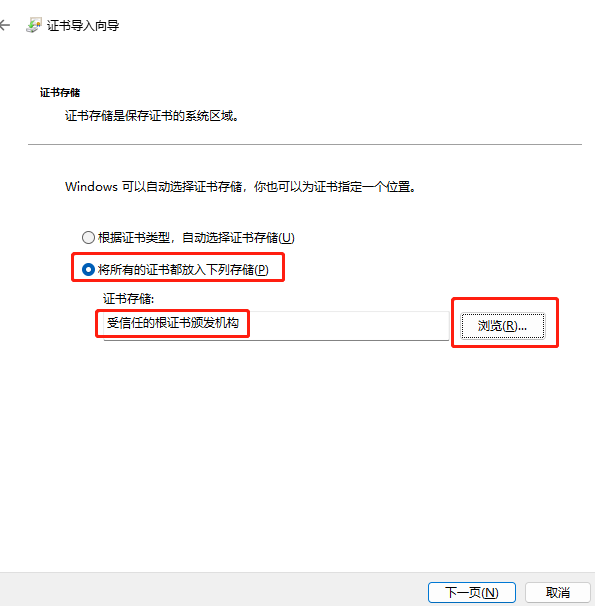 证书导入向导
证书存储
证书存储是保存证书的系统区域。
Windows 可以自动选择证书存储，你也可以为证书指定一个位置。
根据证书类型，自动选择证书存储(U)
将所有的证书都放入下列存储(P)
证书存储:
受信任的根证书颁发机构
浏览(R)...
下一页(N)
取消